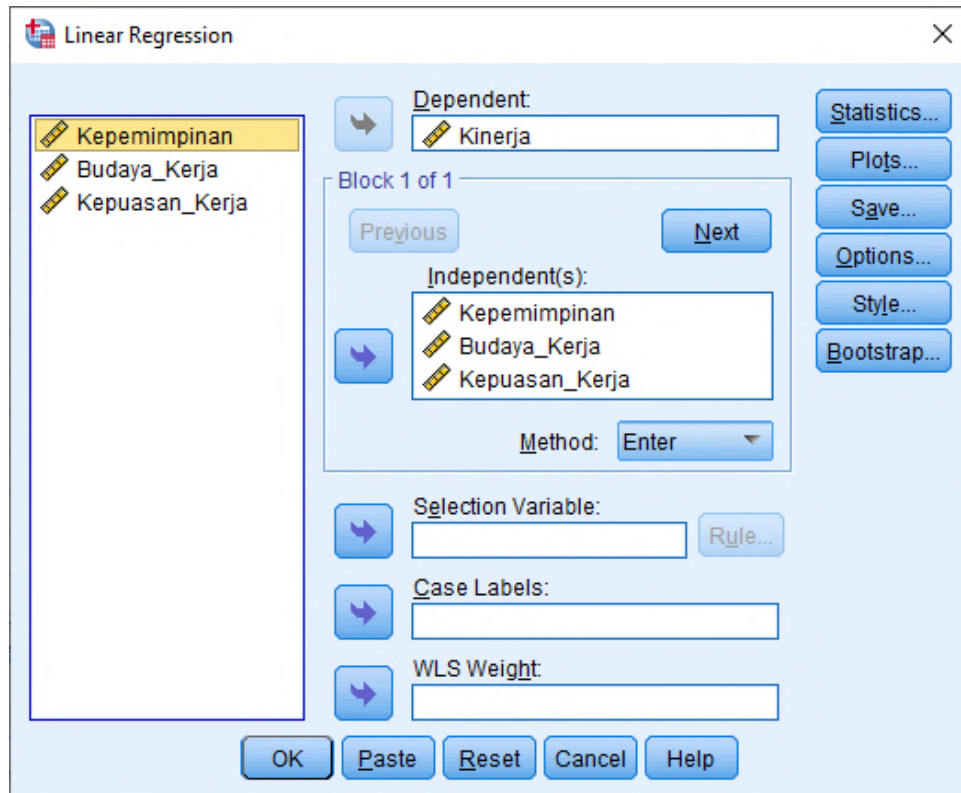 Linear Regression
Kepemimpinan
Budaya_Kerja
Kepuasan_Kerja
Dependent:
Kinerja
Block 1 of 1
Previous
Next
Independent(s):
Kepemimpinan
Budaya_Kerja
Kepuasan_Kerja
Method: Enter
Selection Variable:
Rule...
Case Labels:
WLS Weight:
Statistics...
Plots...
Save...
Options...
Style...
Bootstrap...
OK Paste Reset Cancel Help